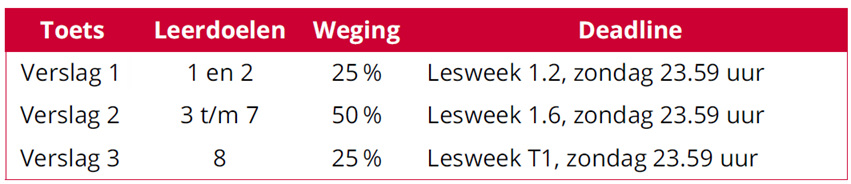 Toets Leerdoelen Weging Deadline
Verslag 1 1 en 2 25 % Lesweek 1.2, zondag 23.59 uur
Verslag 2 3 t/m 7 50 % Lesweek 1.6, zondag 23.59 uur
Verslag 3 8 25 % Lesweek T1, zondag 23.59 uur